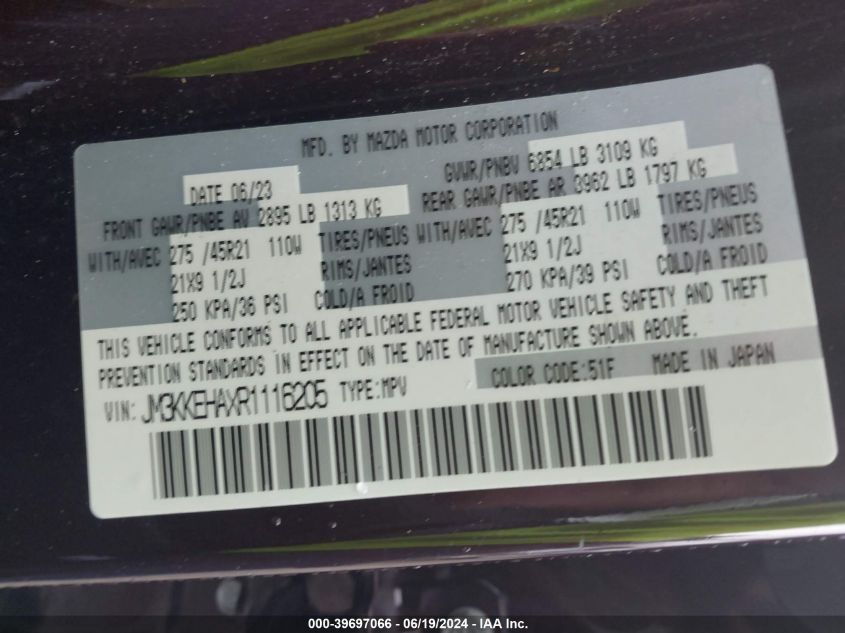 MFD. BY MAZDA MOTOR CORPORATION
DATE 06/23
GVWR/PNBV 6854 LB 3109 KG
FRONT GAWR/PNBE AV 2895 LB 1313 KG
REAR GAWR/PNBE AR 3962 LB 1797 KG
WITH/AVEC 275 /45R21 110W TIRES/PNEUS
WITH/AVEC 275 /45R21 110W TIRES/PNEUS
21X9 1/2J RIMS/JANTES
21X9 1/2J RIMS/JANTES
250 KPA/36 PSI COLD/A FROID
270 KPA/39 PSI COLD/A FROID
THIS VEHICLE CONFORMS TO ALL APPLICABLE FEDERAL MOTOR VEHICLE SAFETY AND THEFT
PREVENTION STANDARDS IN EFFECT ON THE DATE OF MANUFACTURE SHOWN ABOVE.
COLOR CODE:51F MADE IN JAPAN
VIN: JM3KKEHAXR1116205 TYPE:MPV
000-39697066 - 06/19/2024 - IAA Inc.